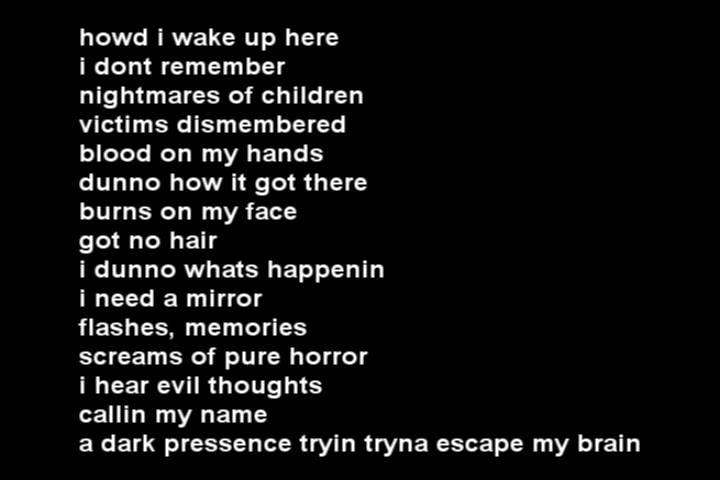 howd i wake up here
i dont remember
nightmares of children
victims dismembered
blood on my hands
dunno how it got there
burns on my face
got no hair
i dunno whats happenin
i need a mirror
flashes, memories
screams of pure horror
i hear evil thoughts
callin my name
a dark pressence tryin tryna escape my brain